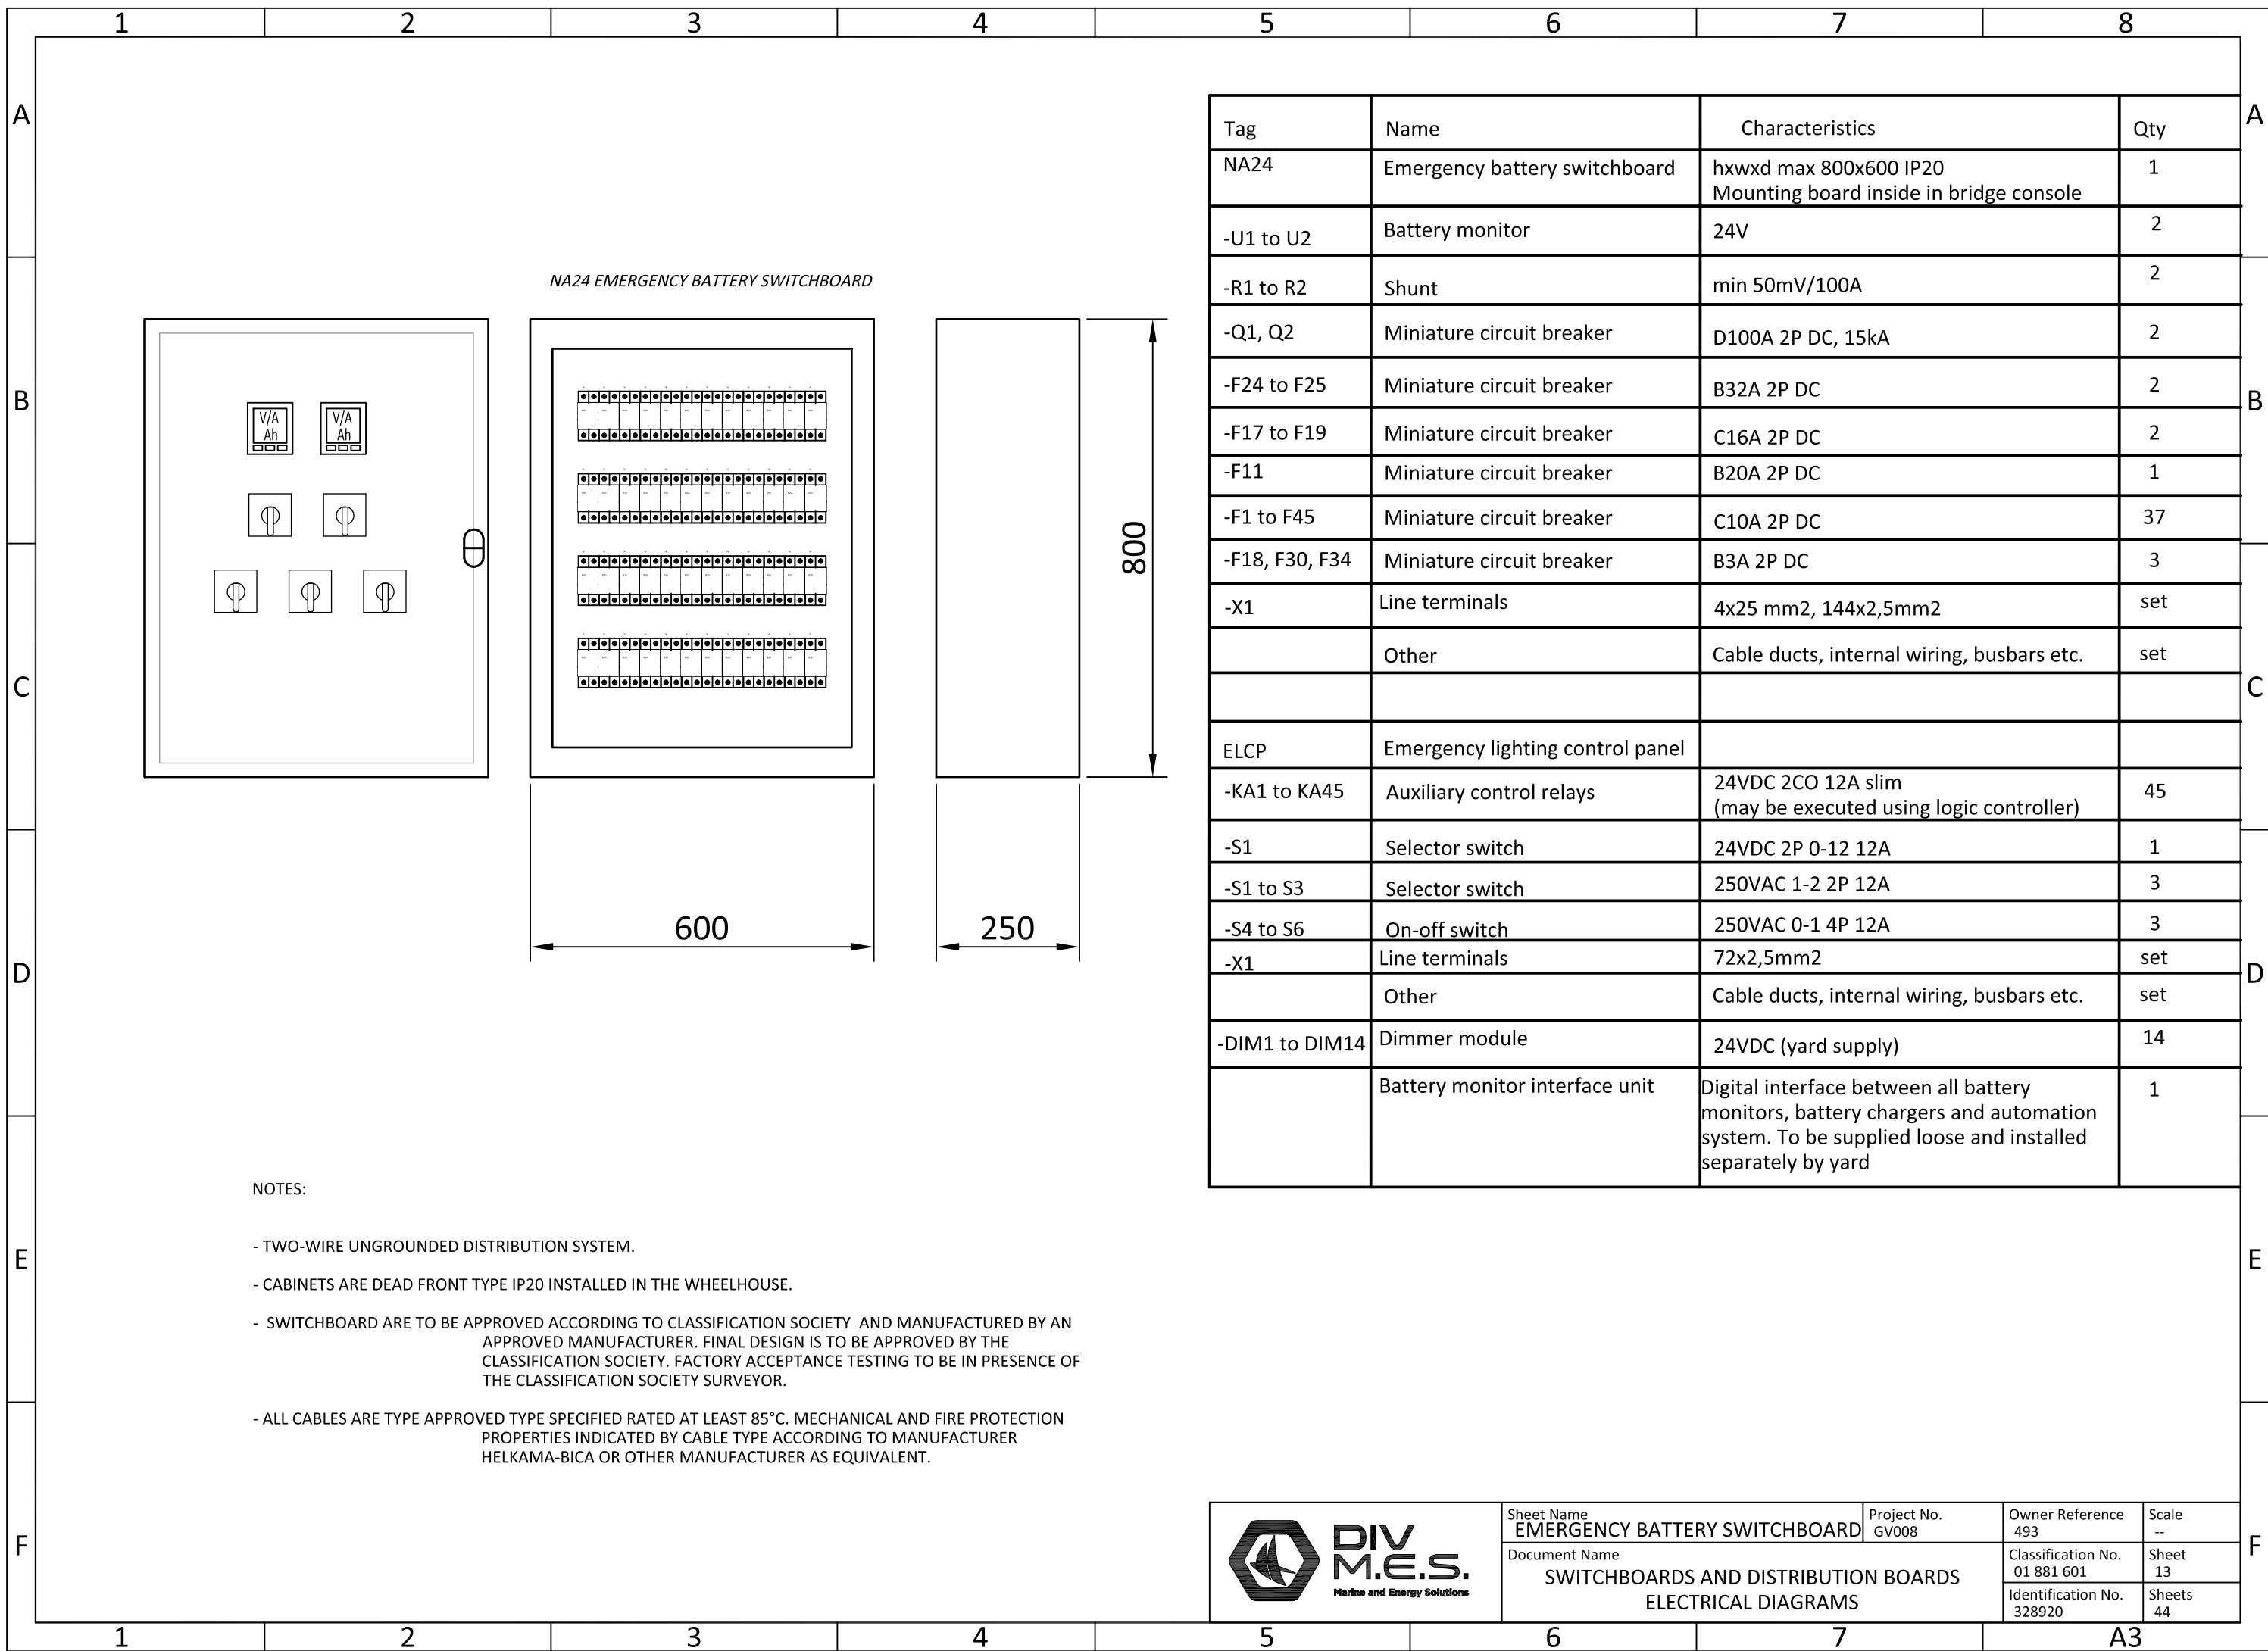 1 2 3 4 5 6 7 8
A A
B B
C C
D D
E E
F F
NA24 EMERGENCY BATTERY SWITCHBOARD
V/A
Ah
V/A
Ah
800
600
250
Tag Name Characteristics Qty
NA24 Emergency battery switchboard hxwxd max 800x600 IP20 1
Mounting board inside in bridge console
-U1 to U2 Battery monitor 24V 2
-R1 to R2 Shunt min 50mV/100A 2
-Q1, Q2 Miniature circuit breaker D100A 2P DC, 15kA 2
-F24 to F25 Miniature circuit breaker B32A 2P DC 2
-F17 to F19 Miniature circuit breaker C16A 2P DC 2
-F11 Miniature circuit breaker B20A 2P DC 1
-F1 to F45 Miniature circuit breaker C10A 2P DC 37
-F18, F30, F34 Miniature circuit breaker B3A 2P DC 3
-X1 Line terminals 4x25 mm2, 144x2,5mm2 set
Other Cable ducts, internal wiring, busbars etc. set
ELCP Emergency lighting control panel
-KA1 to KA45 Auxiliary control relays 24VDC 2CO 12A slim 45
(may be executed using logic controller)
-S1 Selector switch 24VDC 2P 0-12 12A 1
-S1 to S3 Selector switch 250VAC 1-2 2P 12A 3
-S4 to S6 On-off switch 250VAC 0-1 4P 12A 3
-X1 Line terminals 72x2,5mm2 set
Other Cable ducts, internal wiring, busbars etc. set
-DIM1 to DIM14 Dimmer module 24VDC (yard supply) 14
Battery monitor interface unit Digital interface between all battery 1
monitors, battery chargers and automation
system. To be supplied loose and installed
separately by yard
NOTES:
- TWO-WIRE UNGROUNDED DISTRIBUTION SYSTEM.
- CABINETS ARE DEAD FRONT TYPE IP20 INSTALLED IN THE WHEELHOUSE.
- SWITCHBOARD ARE TO BE APPROVED ACCORDING TO CLASSIFICATION SOCIETY AND MANUFACTURED BY AN
APPROVED MANUFACTURER. FINAL DESIGN IS TO BE APPROVED BY THE
CLASSIFICATION SOCIETY. FACTORY ACCEPTANCE TESTING TO BE IN PRESENCE OF
THE CLASSIFICATION SOCIETY SURVEYOR.
- ALL CABLES ARE TYPE APPROVED TYPE SPECIFIED RATED AT LEAST 85°C. MECHANICAL AND FIRE PROTECTION
PROPERTIES INDICATED BY CABLE TYPE ACCORDING TO MANUFACTURER
HELKAMA-BICA OR OTHER MANUFACTURER AS EQUIVALENT.
DIV
M.E.S.
Marine and Energy Solutions
Sheet Name
EMERGENCY BATTERY SWITCHBOARD
Project No.
GV008
Owner Reference
493
Scale
--
Document Name
SWITCHBOARDS AND DISTRIBUTION BOARDS
ELECTRICAL DIAGRAMS
Classification No.
01 881 601
Sheet
13
Identification No.
328920
Sheets
44
1 2 3 4 5 6 7 A3